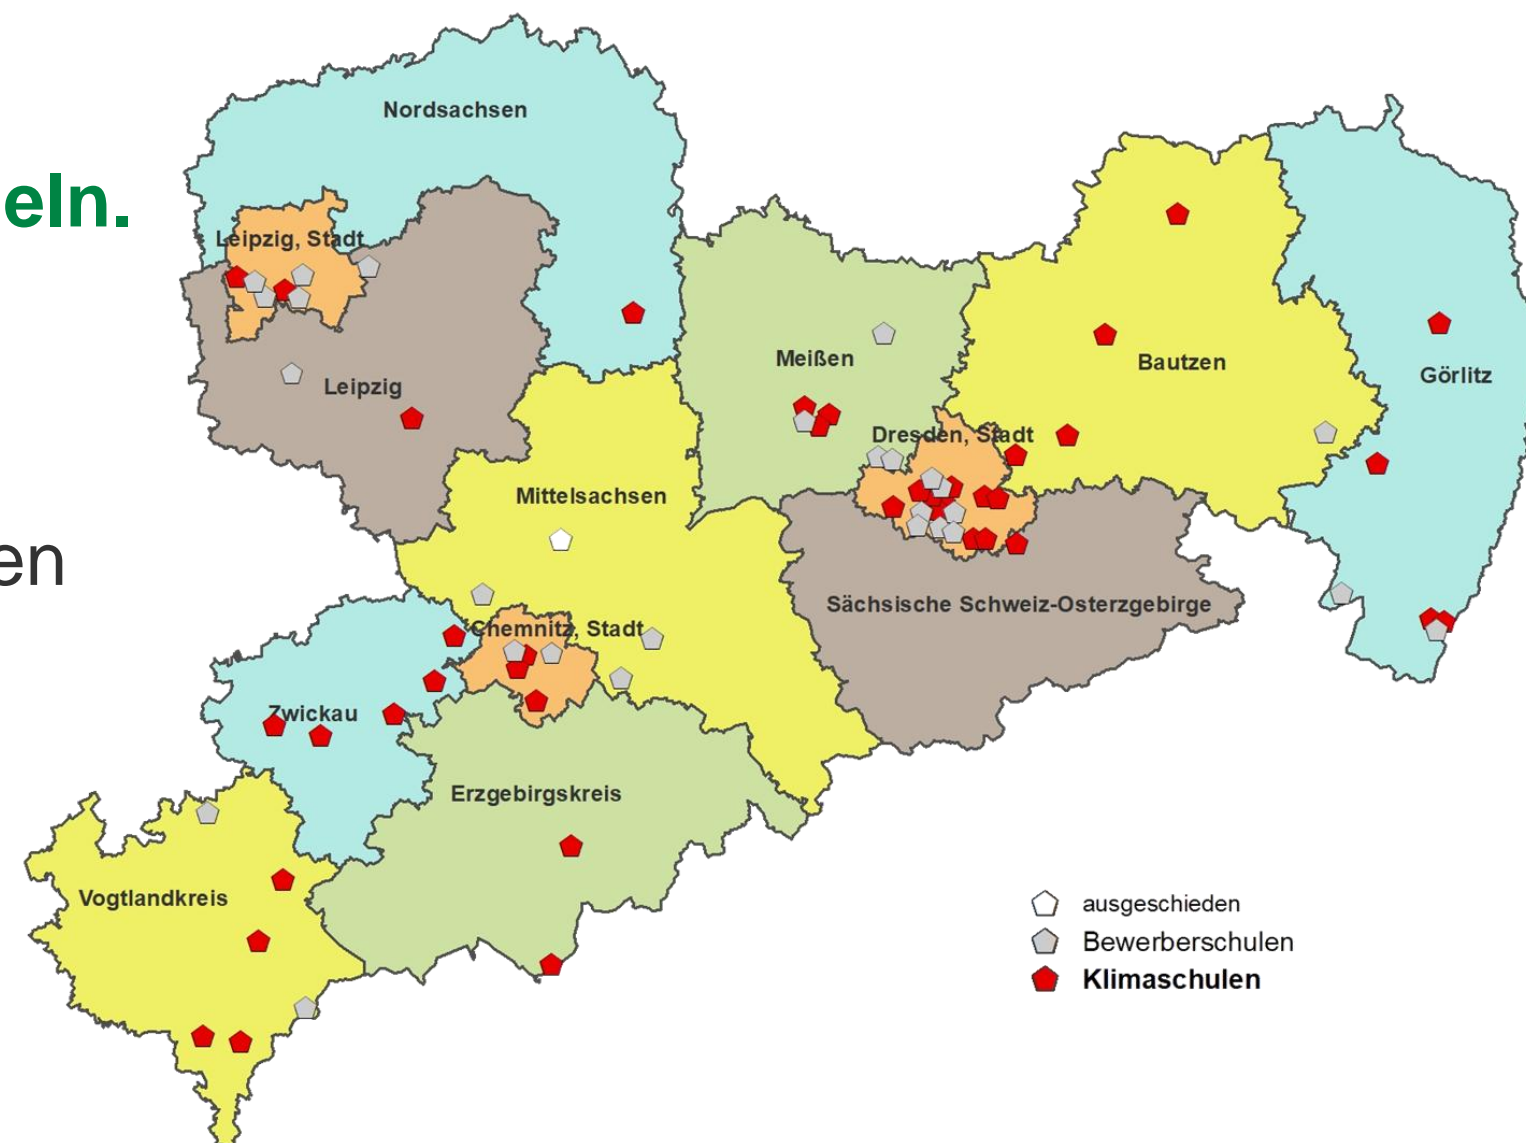 Nordsachsen
eln.
Leipzig, Stadt
Meißen
Bautzen
Görlitz
Leipzig
Dresden, Stadt
Mittelsachsen
en
Sächsische Schweiz-Osterzgebirge
Chemnitz, Stadt
Zwickau
Erzgebirgskreis
Vogtlandkreis
ausgeschieden
Bewerberschulen
Klimaschulen